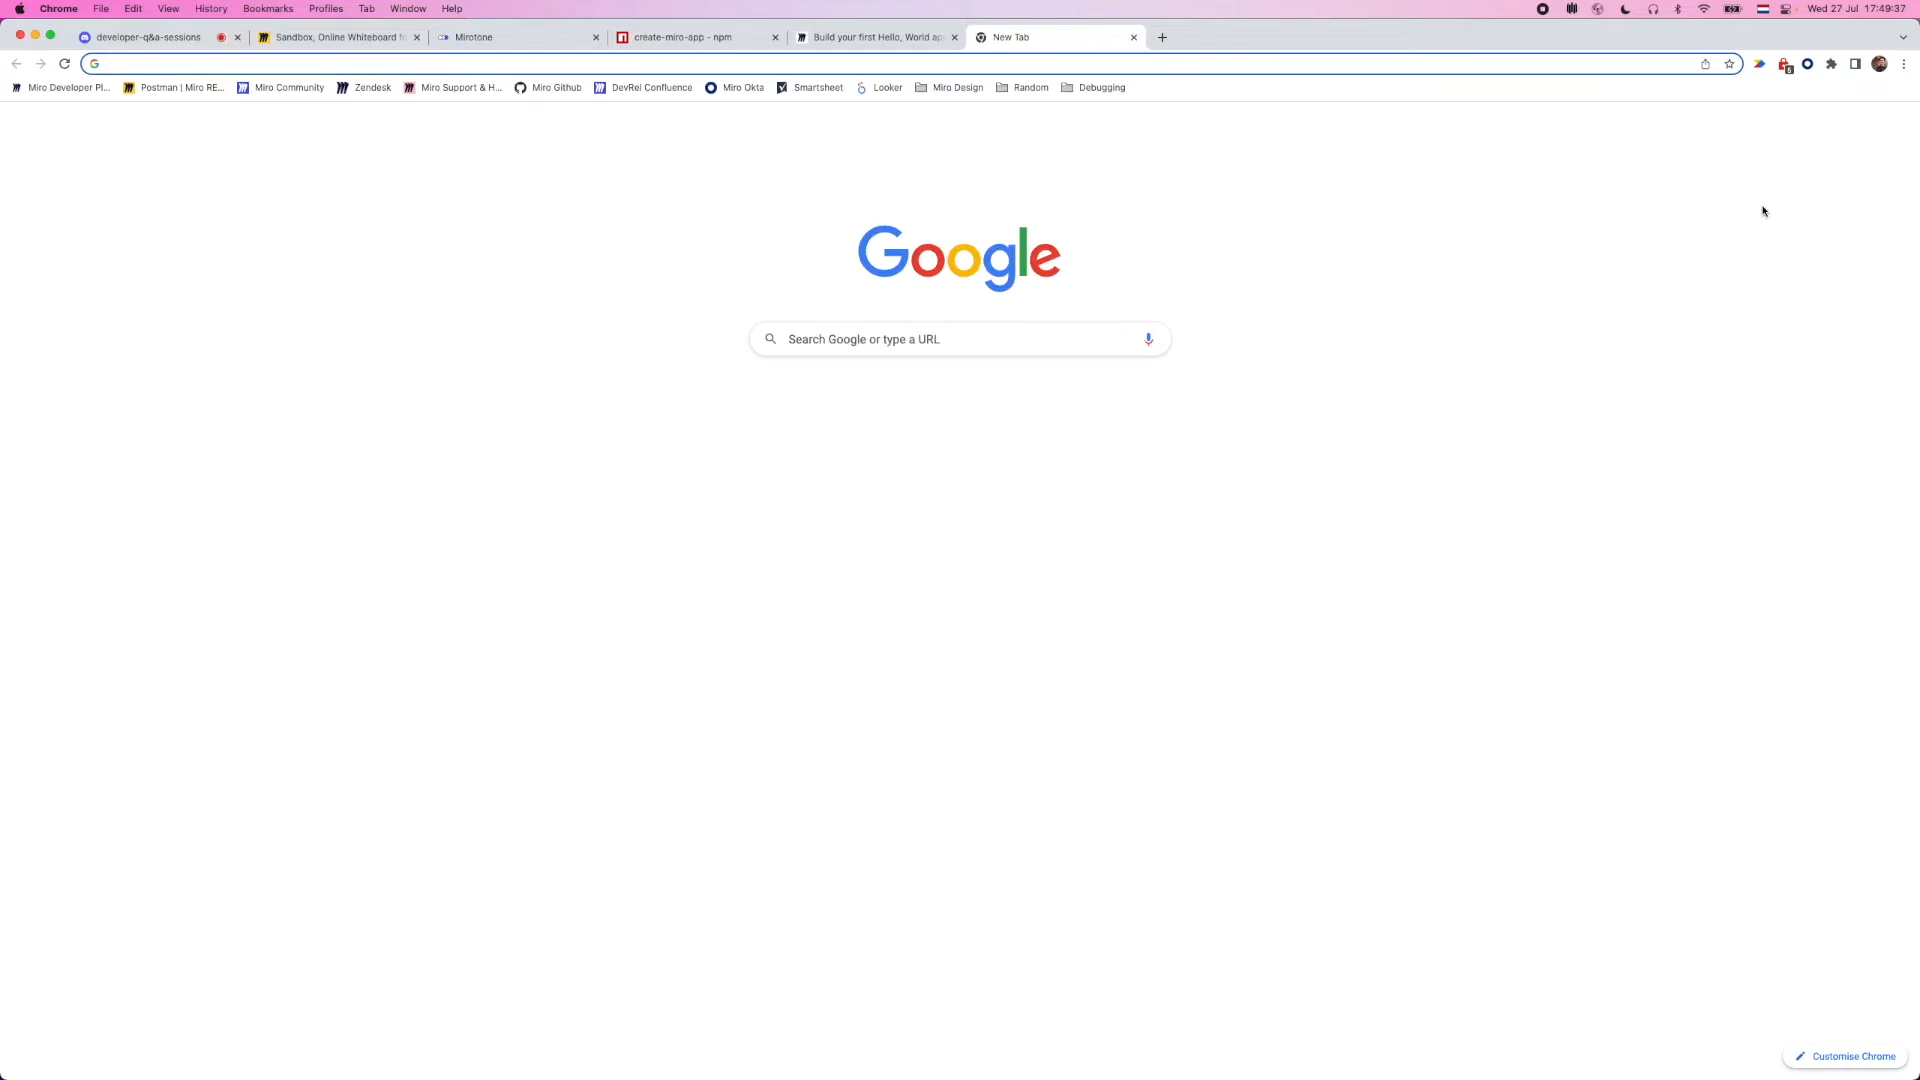 Chrome File Edit View History Bookmarks Profiles Tab Window Help Wed 27 Jul 17:49:37
developer-q&a-sessions Sandbox, Online Whiteboard fo Mirotone create-miro-app - npm Build your first Hello, World ap New Tab
Miro Developer Pl... Postman | Miro RE... Miro Community Zendesk Miro Support & H... Miro Github DevRel Confluence Miro Okta Smartsheet Looker Miro Design Random Debugging
Google
Search Google or type a URL
Customise Chrome